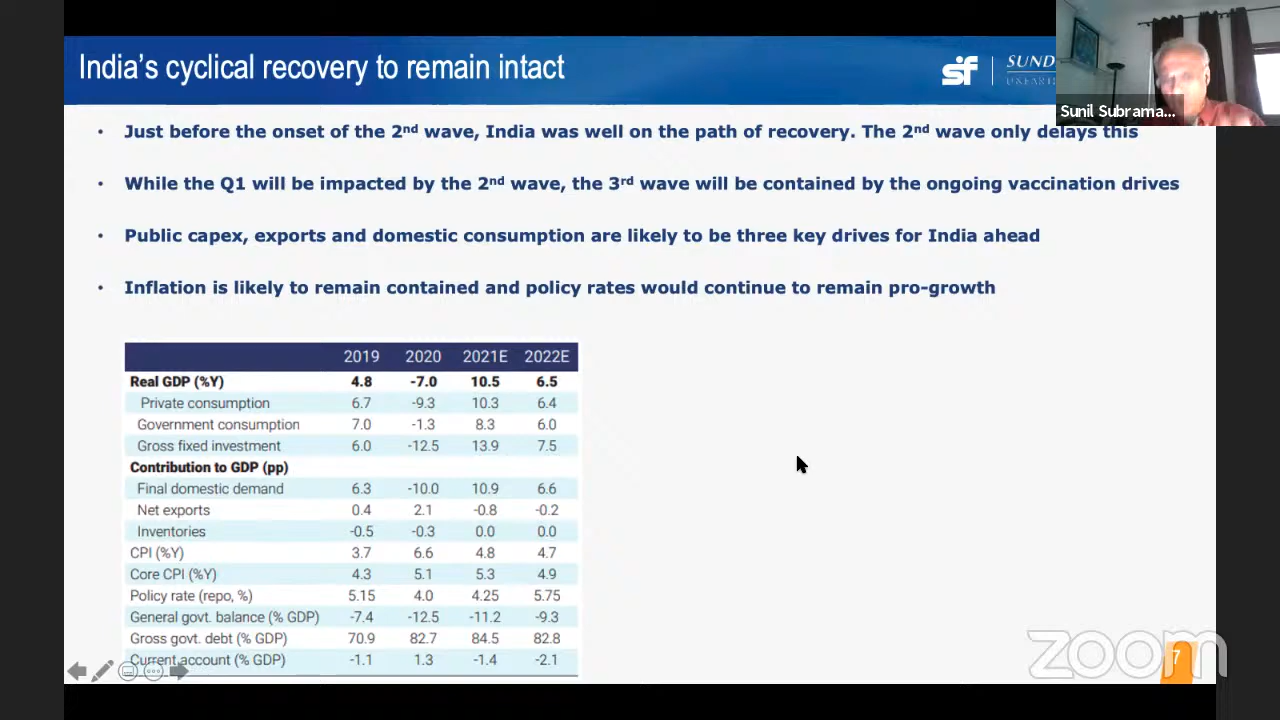 India's cyclical recovery to remain intact
sf
SUND
Sunil Subrama...
• Just before the onset of the 2nd wave, India was well on the path of recovery. The 2nd wave only delays this
• While the Q1 will be impacted by the 2nd wave, the 3rd wave will be contained by the ongoing vaccination drives
• Public capex, exports and domestic consumption are likely to be three key drives for India ahead
• Inflation is likely to remain contained and policy rates would continue to remain pro-growth
2019 2020 2021E 2022E
Real GDP (%Y) 4.8 -7.0 10.5 6.5
Private consumption 6.7 -9.3 10.3 6.4
Government consumption 7.0 -1.3 8.3 6.0
Gross fixed investment 6.0 -12.5 13.9 7.5
Contribution to GDP (pp)
Final domestic demand 6.3 -10.0 10.9 6.6
Net exports 0.4 2.1 -0.8 -0.2
Inventories -0.5 -0.3 0.0 0.0
CPI (%Y) 3.7 6.6 4.8 4.7
Core CPI (%Y) 4.3 5.1 5.3 4.9
Policy rate (repo, %) 5.15 4.0 4.25 5.75
General govt. balance (% GDP) -7.4 -12.5 -11.2 -9.3
Gross govt. debt (% GDP) 70.9 82.7 84.5 82.8
Current account (% GDP) -1.1 1.3 -1.4 -2.1
zoom
7